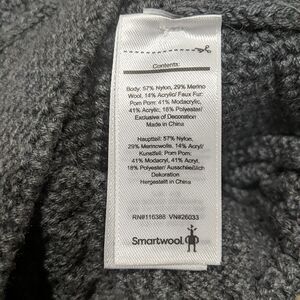 Contents:
Body: 57% Nylon, 29% Merino
Wool, 14% Acrylic/ Faux Fur:
Pom Pom: 41% Modacrylic,
41% Acrylic, 18% Polyester/
Exclusive of Decoration
Made in China
Hauptteil: 57% Nylon,
29% Merinowolle, 14% Acryl/
Kunstfell: Pom Pom:
41% Modacryl, 41% Acryl,
18% Polyester/ Ausschließlich
Dekoration
Hergestellt in China
RN#116388 VN#26033
Smartwool